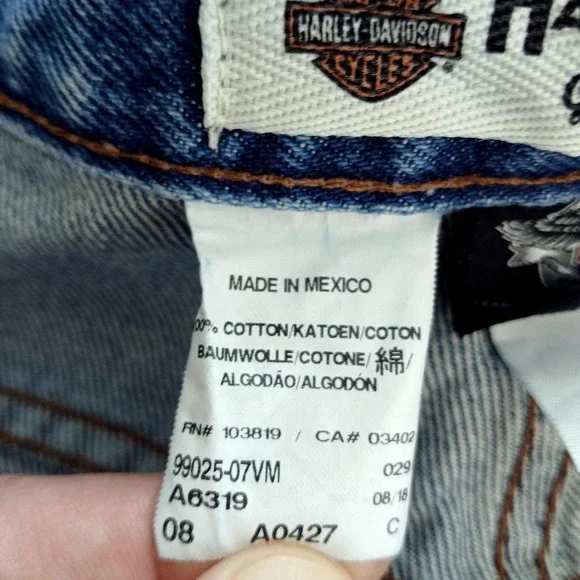 HARLEY-DAVIDSON
CYCLES
®
MADE IN MEXICO
100% COTTON/KATOEN/COTON
BAUMWOLLE/COTONE/綿/
ALGODÃO/ALGODÓN
RN# 103819 / CA# 03402
99025-07VM 029
A6319 08/18
08 A0427 C